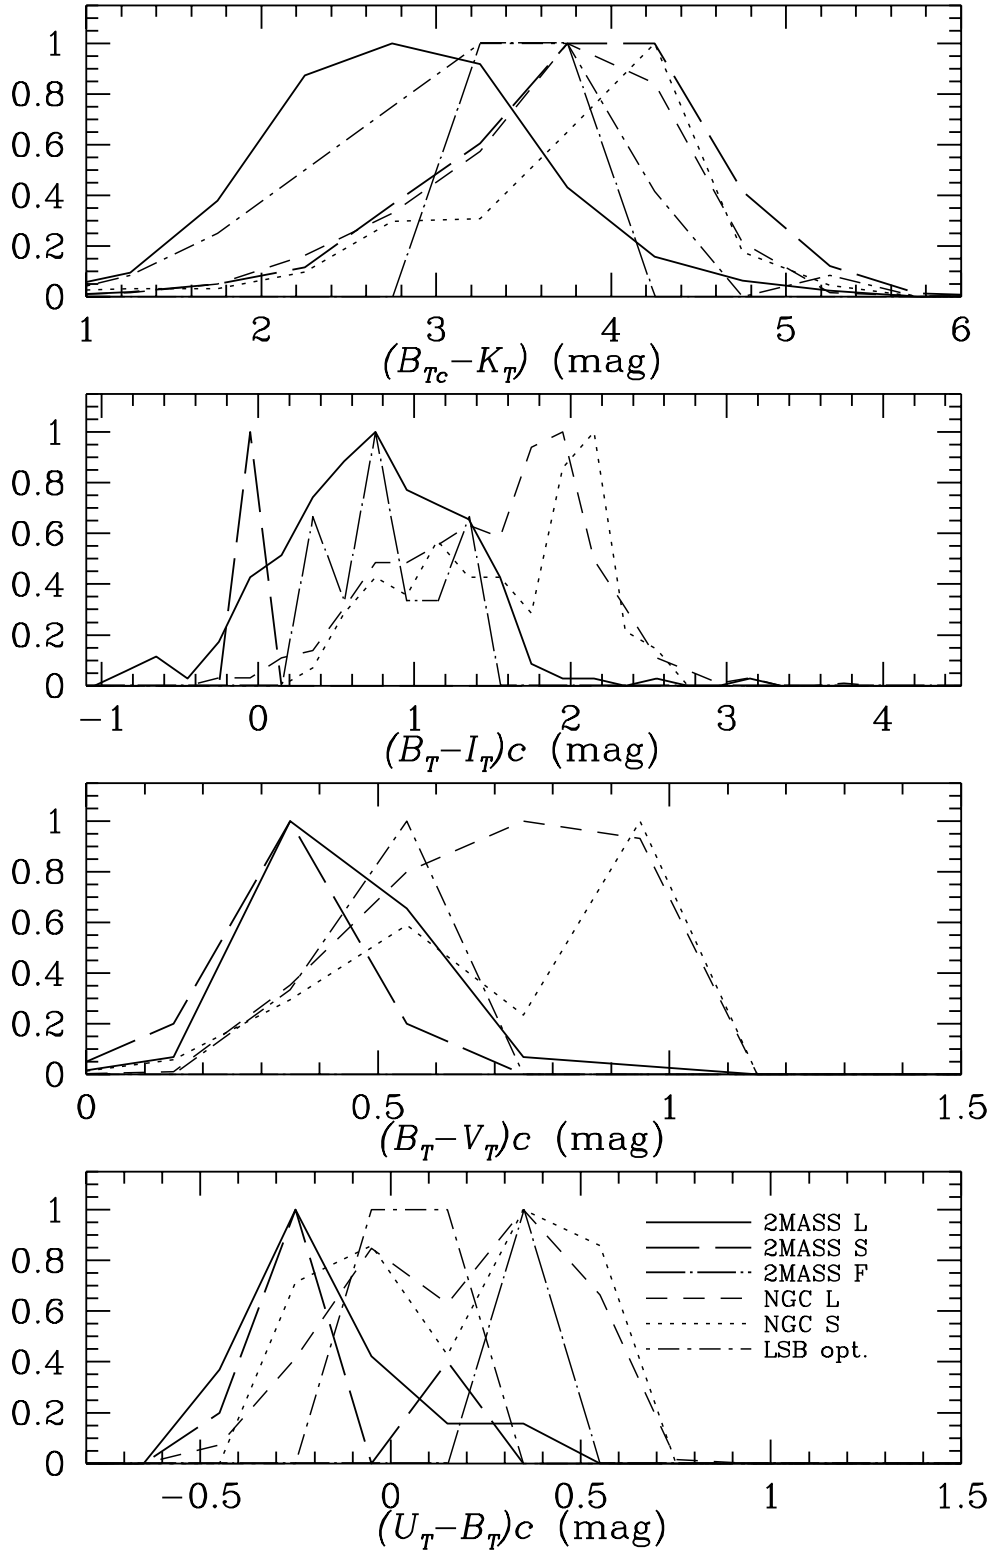 1
0.8
0.6
0.4
0.2
0
1 2 3 4 5 6
(B_Tc−K_T) (mag)
1
0.8
0.6
0.4
0.2
0
−1 0 1 2 3 4
(B_T−I_T)c (mag)
1
0.8
0.6
0.4
0.2
0
0 0.5 1 1.5
(B_T−V_T)c (mag)
1
0.8
0.6
0.4
0.2
0
2MASS L
2MASS S
2MASS F
NGC L
NGC S
LSB opt.
−0.5 0 0.5 1 1.5
(U_T−B_T)c (mag)